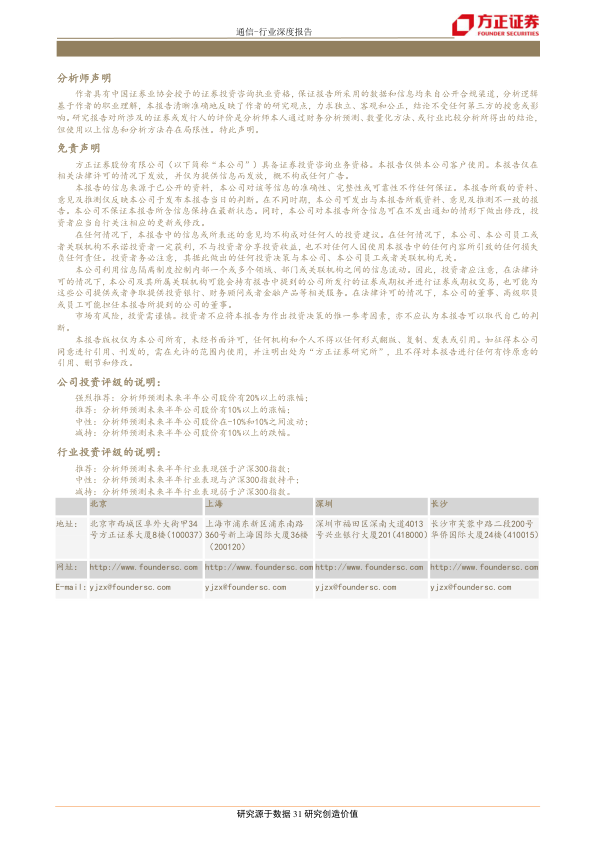 通信-行业深度报告
方正证券
FOUNDER SECURITIES
分析师声明
作者具有中国证券业协会授予的证券投资咨询执业资格,保证报告所采用的数据和信息均来自公开合规渠道,分析逻辑
基于作者的职业理解,本报告清晰准确地反映了作者的研究观点,力求独立、客观和公正,结论不受任何第三方的授意或影
响。研究报告对所涉及的证券或发行人的评价是分析师本人通过财务分析预测、数量化方法、或行业比较分析所得出的结论,
但使用以上信息和分析方法存在局限性。特此声明。
免责声明
方正证券股份有限公司(以下简称“本公司”)具备证券投资咨询业务资格。本报告仅供本公司客户使用。本报告仅在
相关法律许可的情况下发放,并仅为提供信息而发放,概不构成任何广告。
本报告的信息来源于已公开的资料,本公司对该等信息的准确性、完整性或可靠性不作任何保证。本报告所载的资料、
意见及推测仅反映本公司于发布本报告当日的判断。在不同时期,本公司可发出与本报告所载资料、意见及推测不一致的报
告。本公司不保证本报告所含信息保持在最新状态。同时,本公司对本报告所含信息可在不发出通知的情形下做出修改,投
资者应当自行关注相应的更新或修改。
在任何情况下,本报告中的信息或所表述的意见均不构成对任何人的投资建议。在任何情况下,本公司、本公司员工或
者关联机构不承诺投资者一定获利,不与投资者分享投资收益,也不对任何人因使用本报告中的任何内容所引致的任何损失
负任何责任。投资者务必注意,其据此做出的任何投资决策与本公司、本公司员工或者关联机构无关。
本公司利用信息隔离制度控制内部一个或多个领域、部门或关联机构之间的信息流动。因此,投资者应注意,在法律许
可的情况下,本公司及其所属关联机构可能会持有报告中提到的公司所发行的证券或期权并进行证券或期权交易,也可能为
这些公司提供或者争取提供投资银行、财务顾问或者金融产品等相关服务。在法律许可的情况下,本公司的董事、高级职员
或员工可能担任本报告所提到的公司的董事。
市场有风险,投资需谨慎。投资者不应将本报告为作出投资决策的惟一参考因素,亦不应认为本报告可以取代自己的判
断。
本报告版权仅为本公司所有,未经书面许可,任何机构和个人不得以任何形式翻版、复制、发表或引用。如征得本公司
同意进行引用、刊发的,需在允许的范围内使用,并注明出处为“方正证券研究所”,且不得对本报告进行任何有悖原意的
引用、删节和修改。
公司投资评级的说明:
强烈推荐:分析师预测未来半年公司股价有20%以上的涨幅;
推荐:分析师预测未来半年公司股价有10%以上的涨幅;
中性:分析师预测未来半年公司股价在-10%和10%之间波动;
减持:分析师预测未来半年公司股价有10%以上的跌幅。
行业投资评级的说明:
推荐:分析师预测未来半年行业表现强于沪深300指数;
中性:分析师预测未来半年行业表现与沪深300指数持平;
减持:分析师预测未来半年行业表现弱于沪深300指数。
北京 上海 深圳 长沙
地址: 北京市西城区阜外大街甲34 上海市浦东新区浦东南路 深圳市福田区深南大道4013 长沙市芙蓉中路二段200号
号方正证券大厦8楼(100037) 360号新上海国际大厦36楼 号兴业银行大厦201(418000) 华侨国际大厦24楼(410015)
(200120)
网址: http://www.foundersc.com http://www.foundersc.com http://www.foundersc.com http://www.foundersc.com
E-mail: yjzx@foundersc.com yjzx@foundersc.com yjzx@foundersc.com yjzx@foundersc.com
研究源于数据 31 研究创造价值